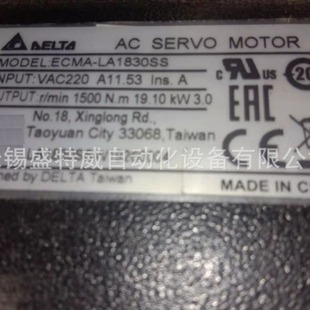 DELTA AC SERVO MOTOR
MODEL:ECMA-LA1830SS
INPUT:VAC220 A11.53 Ins. A
OUTPUT:r/min 1500 N.m 19.10 kW 3.0
No.18, Xinglong Rd.,
Taoyuan City 33068,Taiwan
锡盛特威自动化设备有限公
by DELTA Taiwan
MADE IN C
UL
US
EAC